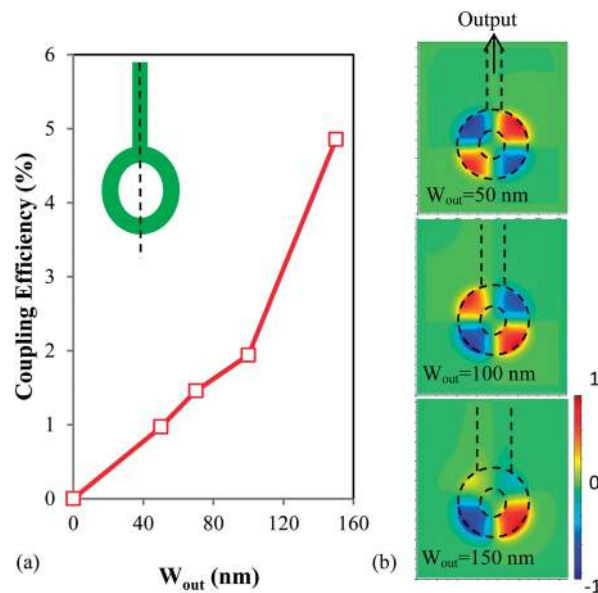 Output
6
5
4
3
2
1
0
Coupling Efficiency (%)
0 40 80 120 160
W_out (nm)
(a)
W_out=50 nm
W_out=100 nm
W_out=150 nm
1
0
-1
(b)